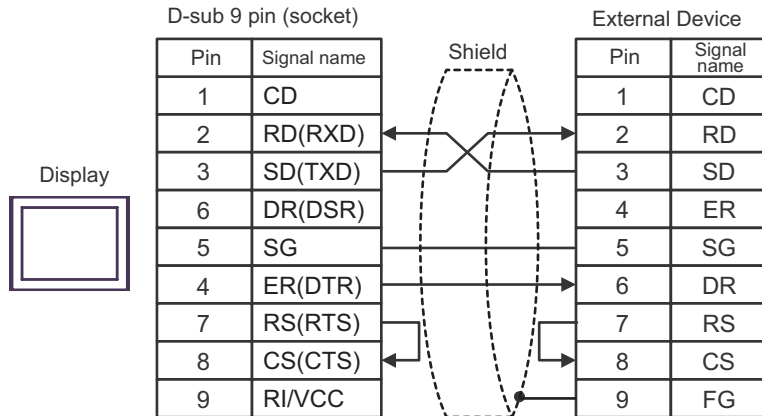 D-sub 9 pin (socket) External Device
Shield
Pin Signal name Pin Signal name
1 CD 1 CD
2 RD(RXD) 2 RD
3 SD(TXD) 3 SD
Display
6 DR(DSR) 4 ER
5 SG 5 SG
4 ER(DTR) 6 DR
7 RS(RTS) 7 RS
8 CS(CTS) 8 CS
9 RI/VCC 9 FG